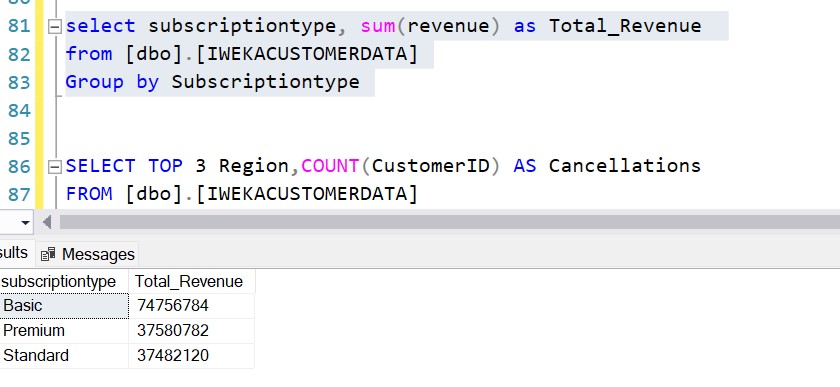 81 select subscriptiontype, sum(revenue) as Total_Revenue
82 from [dbo].[IWEKACUSTOMERDATA]
83 Group by Subscriptiontype
84
85
86 SELECT TOP 3 Region,COUNT(CustomerID) AS Cancellations
87 FROM [dbo].[IWEKACUSTOMERDATA]
sults Messages
subscriptiontype Total_Revenue
Basic 74756784
Premium 37580782
Standard 37482120